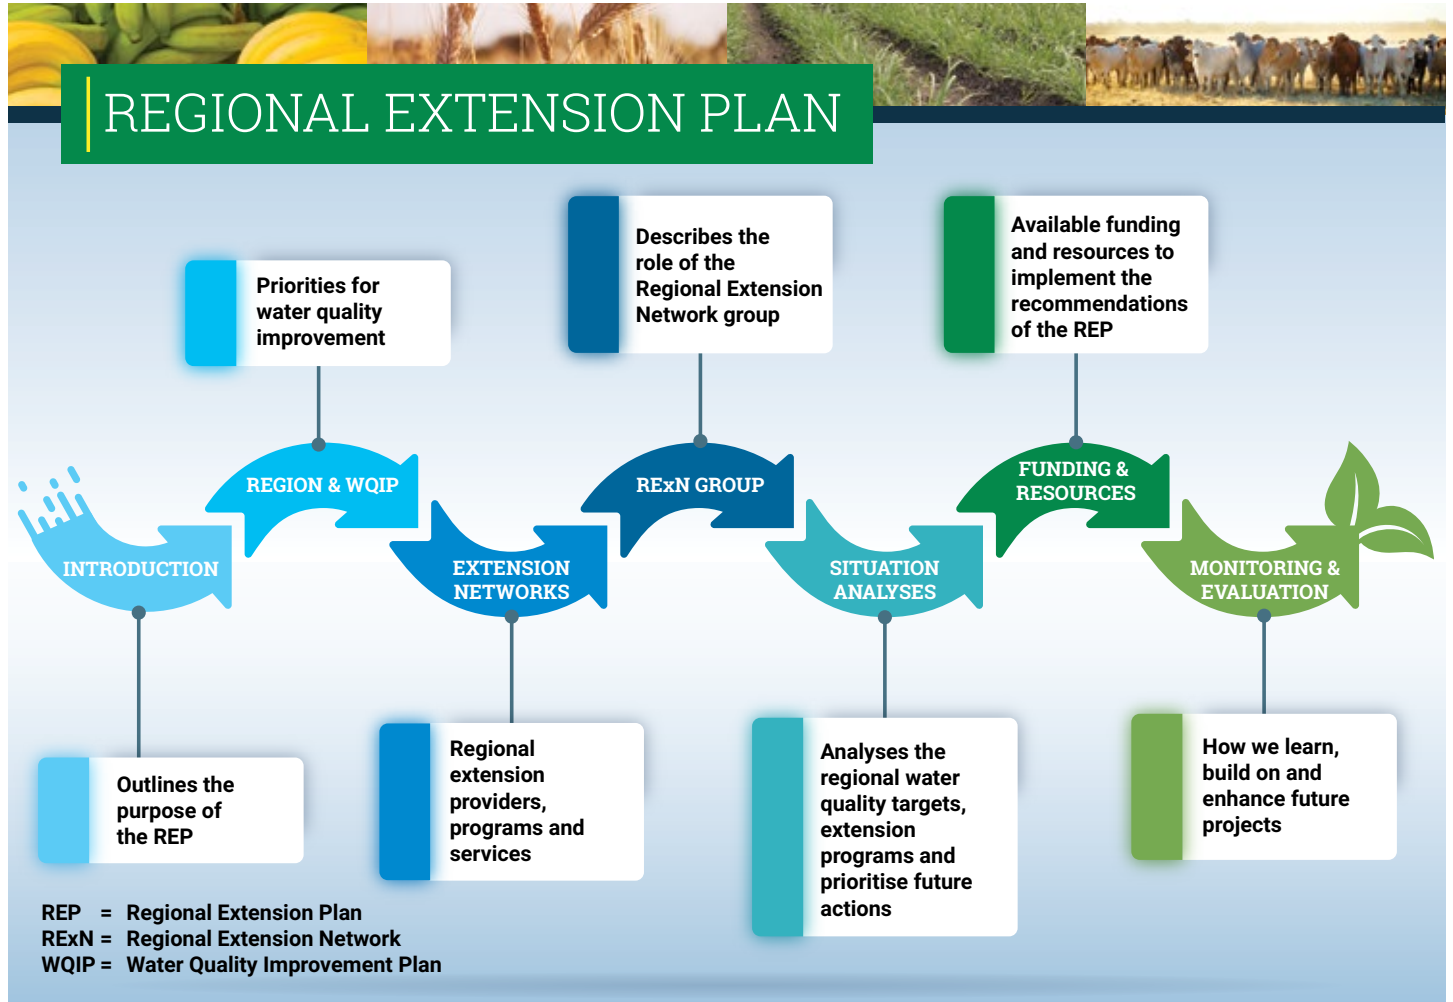 REGIONAL EXTENSION PLAN
Priorities for
water quality
improvement
Describes the
role of the
Regional Extension
Network group
Available funding
and resources to
implement the
recommendations
of the REP
INTRODUCTION
REGION & WQIP
EXTENSION
NETWORKS
RExN GROUP
SITUATION
ANALYSES
FUNDING &
RESOURCES
MONITORING &
EVALUATION
Outlines the
purpose of
the REP
Regional
extension
providers,
programs and
services
Analyses the
regional water
quality targets,
extension
programs and
prioritise future
actions
How we learn,
build on and
enhance future
projects
REP = Regional Extension Plan
RExN = Regional Extension Network
WQIP = Water Quality Improvement Plan